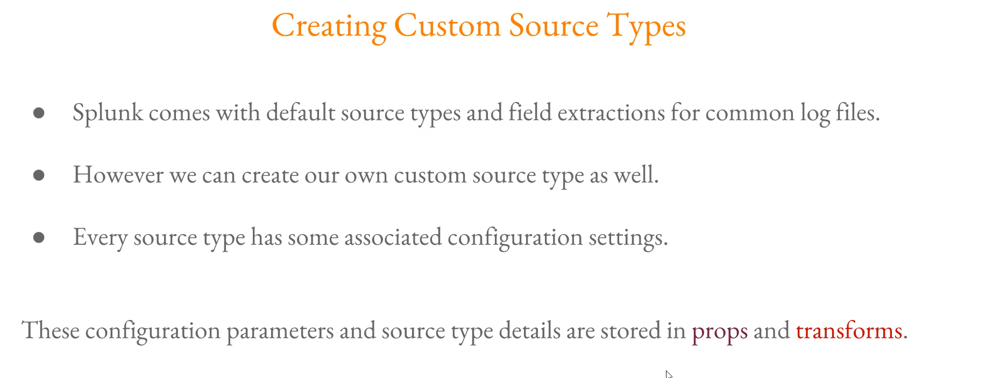 Creating Custom Source Types
● Splunk comes with default source types and field extractions for common log files.
● However we can create our own custom source type as well.
● Every source type has some associated configuration settings.
These configuration parameters and source type details are stored in props and transforms.